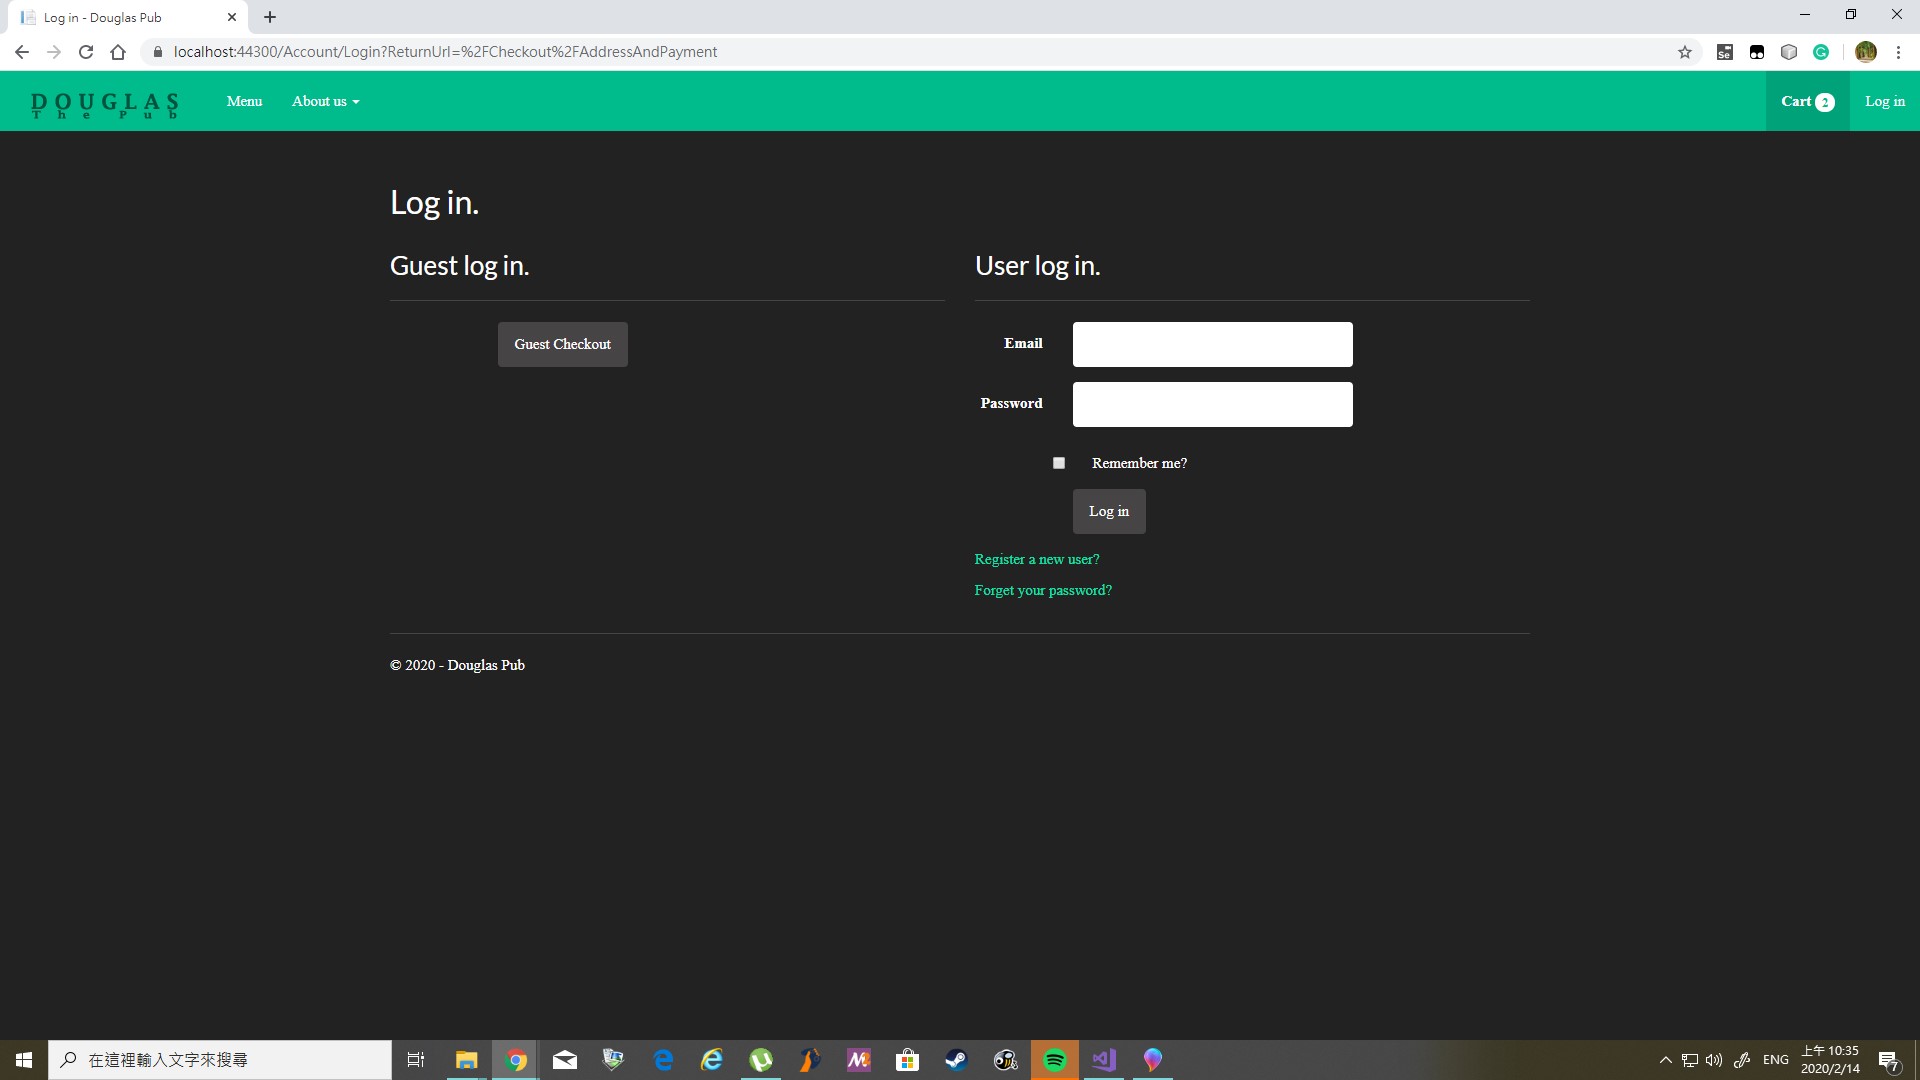 Log in - Douglas Pub
localhost:44300/Account/Login?ReturnUrl=%2FCheckout%2FAddressAndPayment
Se
G
DOUGLAS
The Pub
Menu
About us
Cart 2
Log in
Log in.
Guest log in.
User log in.
Guest Checkout
Email
Password
Remember me?
Log in
Register a new user?
Forget your password?
© 2020 - Douglas Pub
在這裡輸入文字來搜尋
ENG
上午 10:35
2020/2/14
7